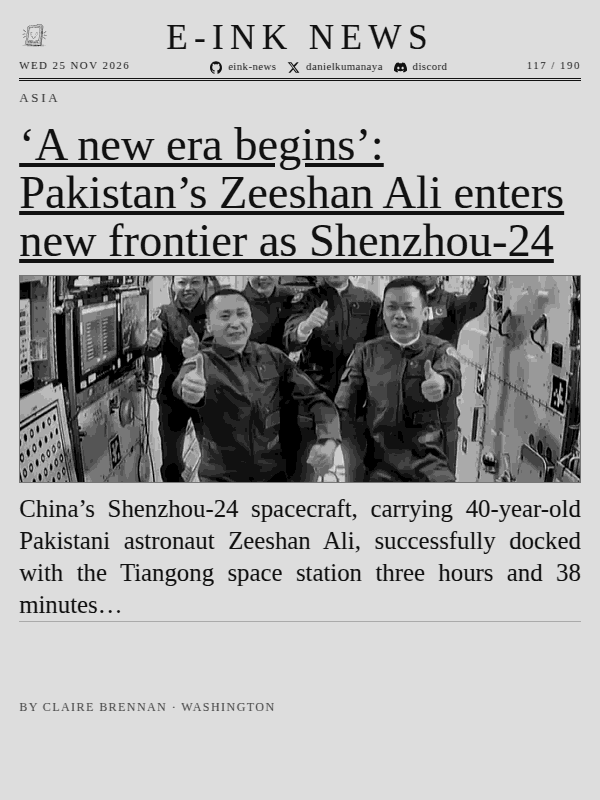 E-INK NEWS
WED 25 NOV 2026
eink-news danielkumanaya discord
117 / 190
ASIA
‘A new era begins’:
Pakistan’s Zeeshan Ali enters
new frontier as Shenzhou-24
China’s Shenzhou-24 spacecraft, carrying 40-year-old
Pakistani astronaut Zeeshan Ali, successfully docked
with the Tiangong space station three hours and 38
minutes…
BY CLAIRE BRENNAN · WASHINGTON